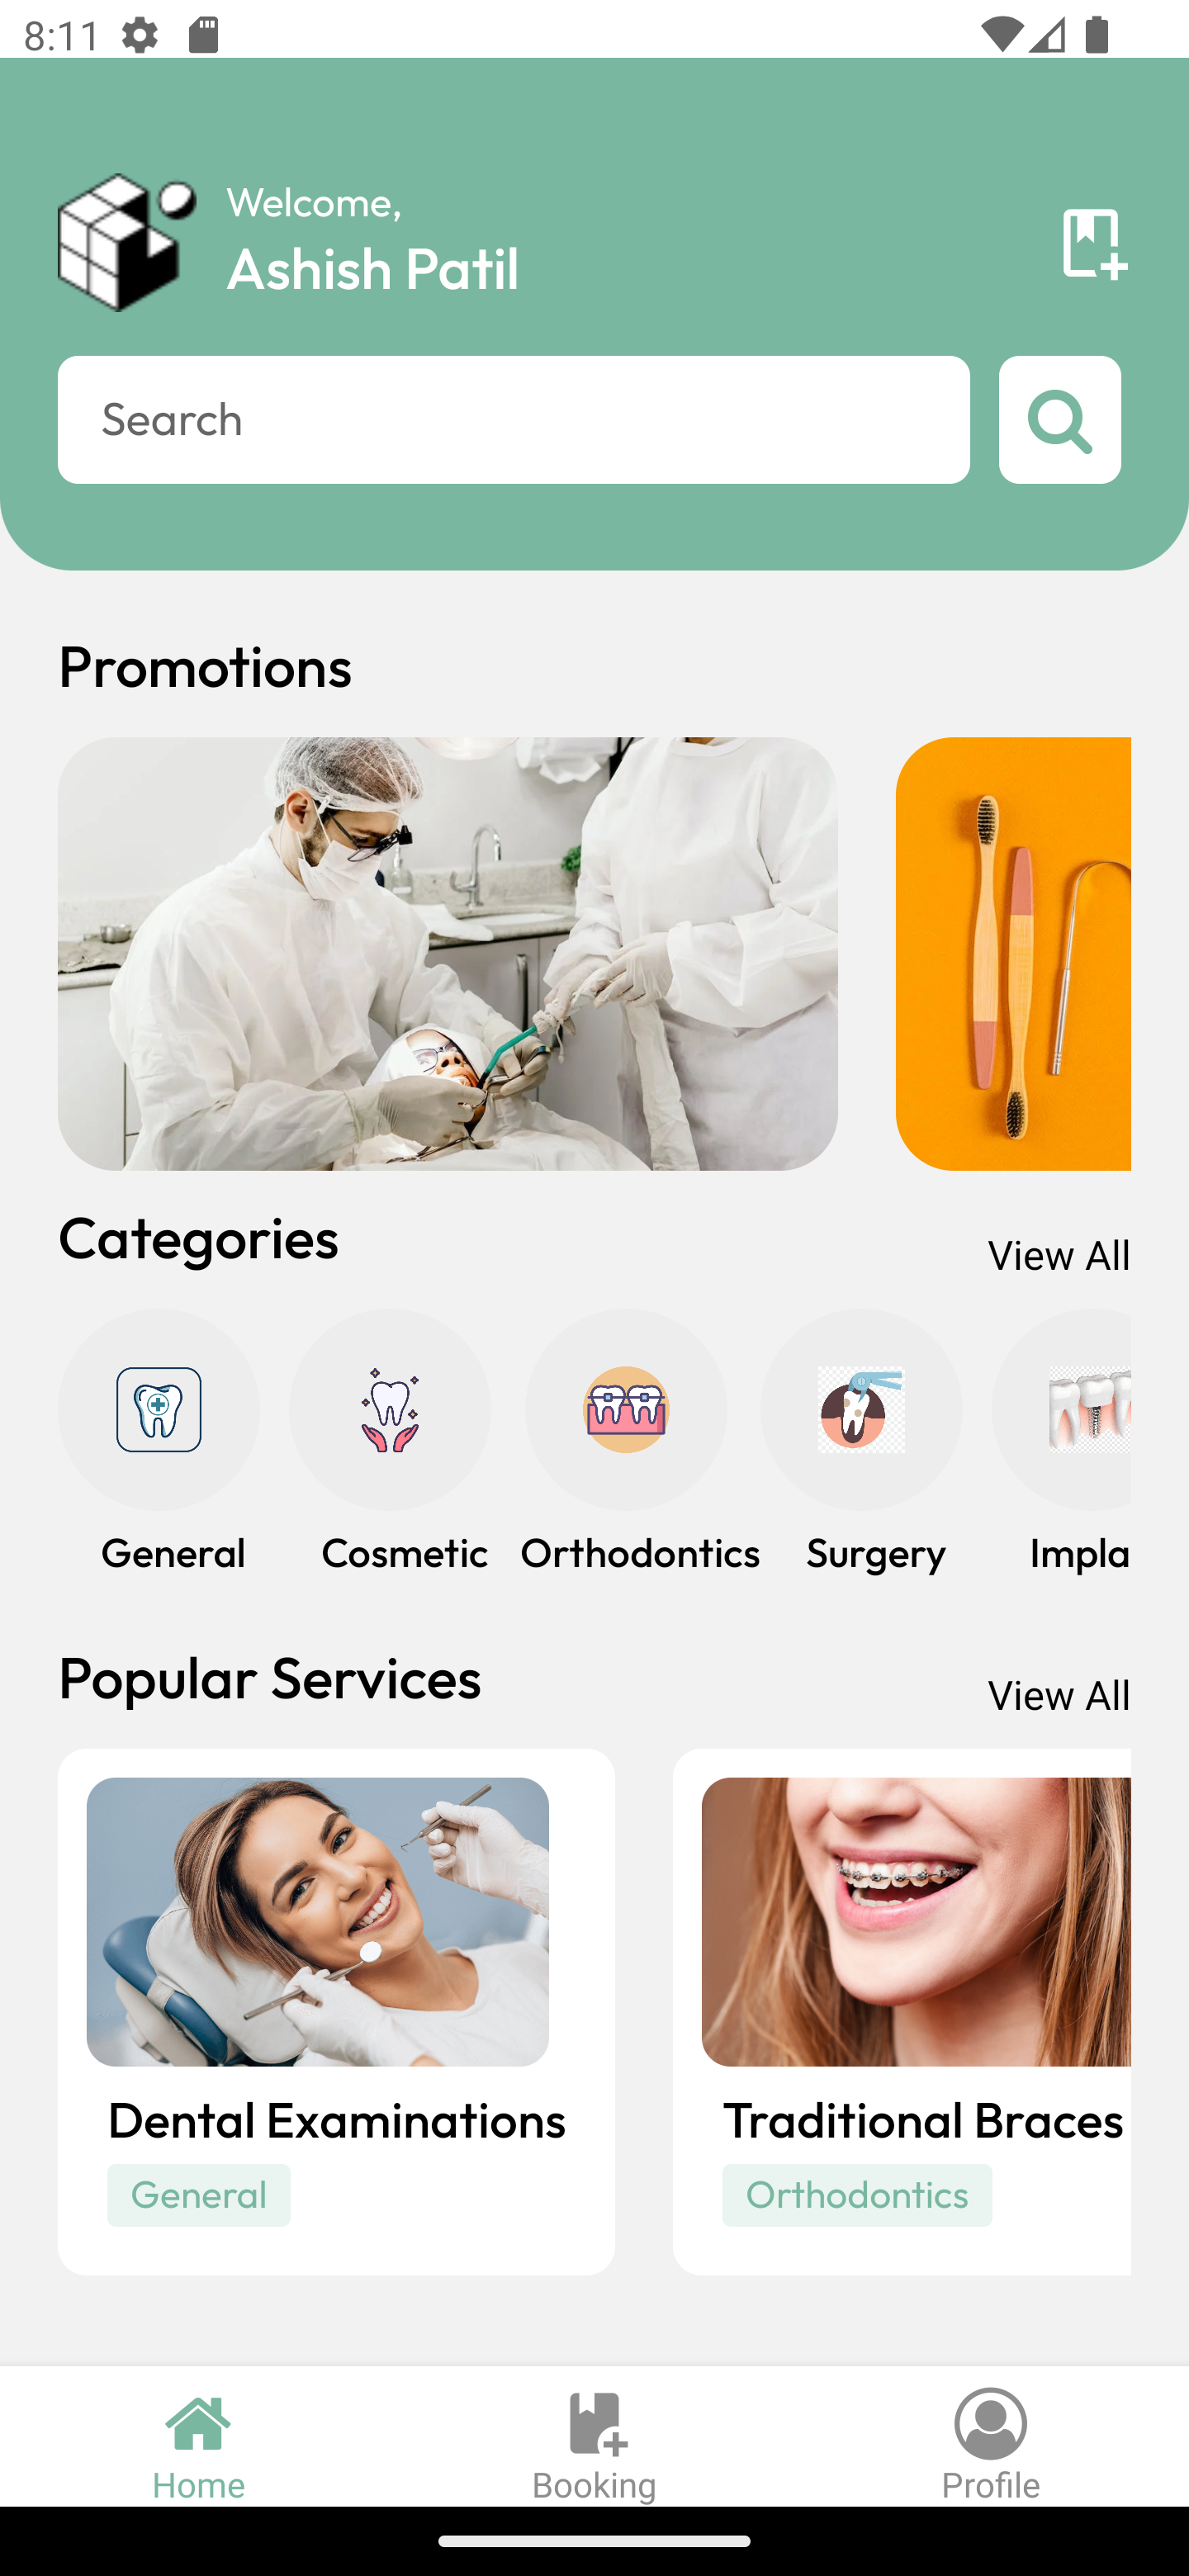 8:11
Welcome,
Ashish Patil
Search
Promotions
Categories
View All
General
Cosmetic
Orthodontics
Surgery
Impla
Popular Services
View All
Dental Examinations
General
Traditional Braces
Orthodontics
Home
Booking
Profile